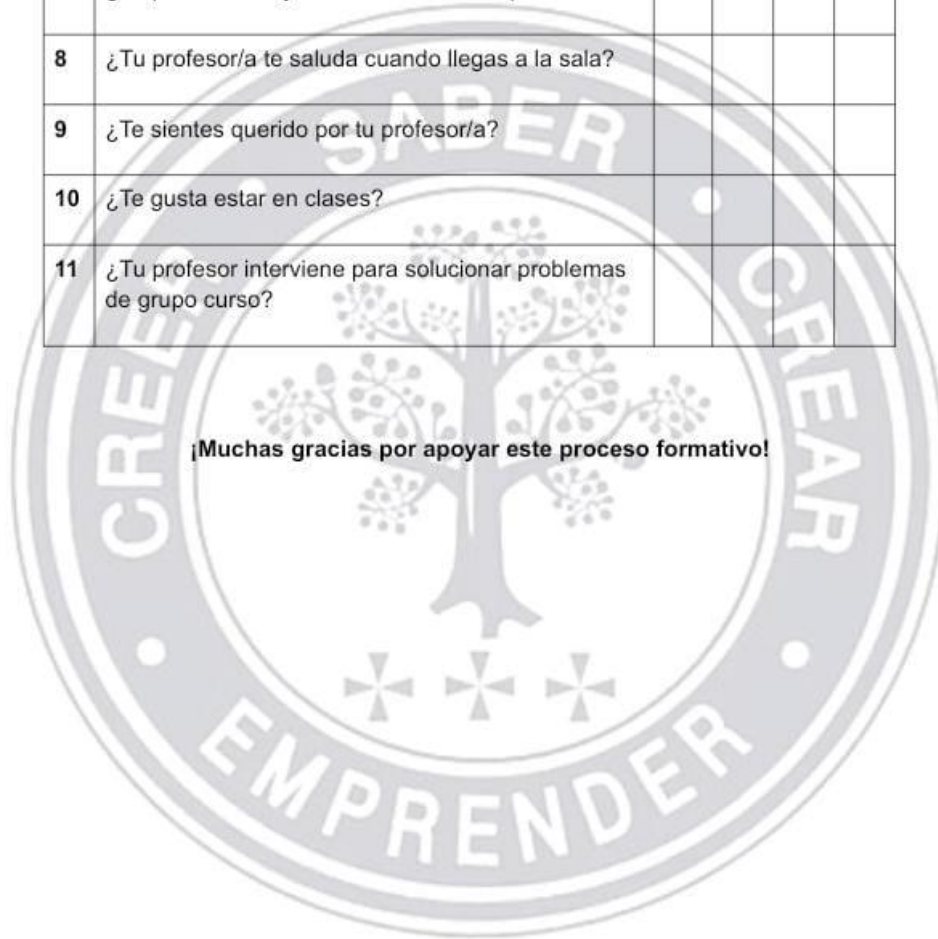 8 ¿Tu profesor/a te saluda cuando llegas a la sala?
9 ¿Te sientes querido por tu profesor/a?
10 ¿Te gusta estar en clases?
11 ¿Tu profesor interviene para solucionar problemas
de grupo curso?
¡Muchas gracias por apoyar este proceso formativo!
CREER
SABER
CREAR
EMPRENDER